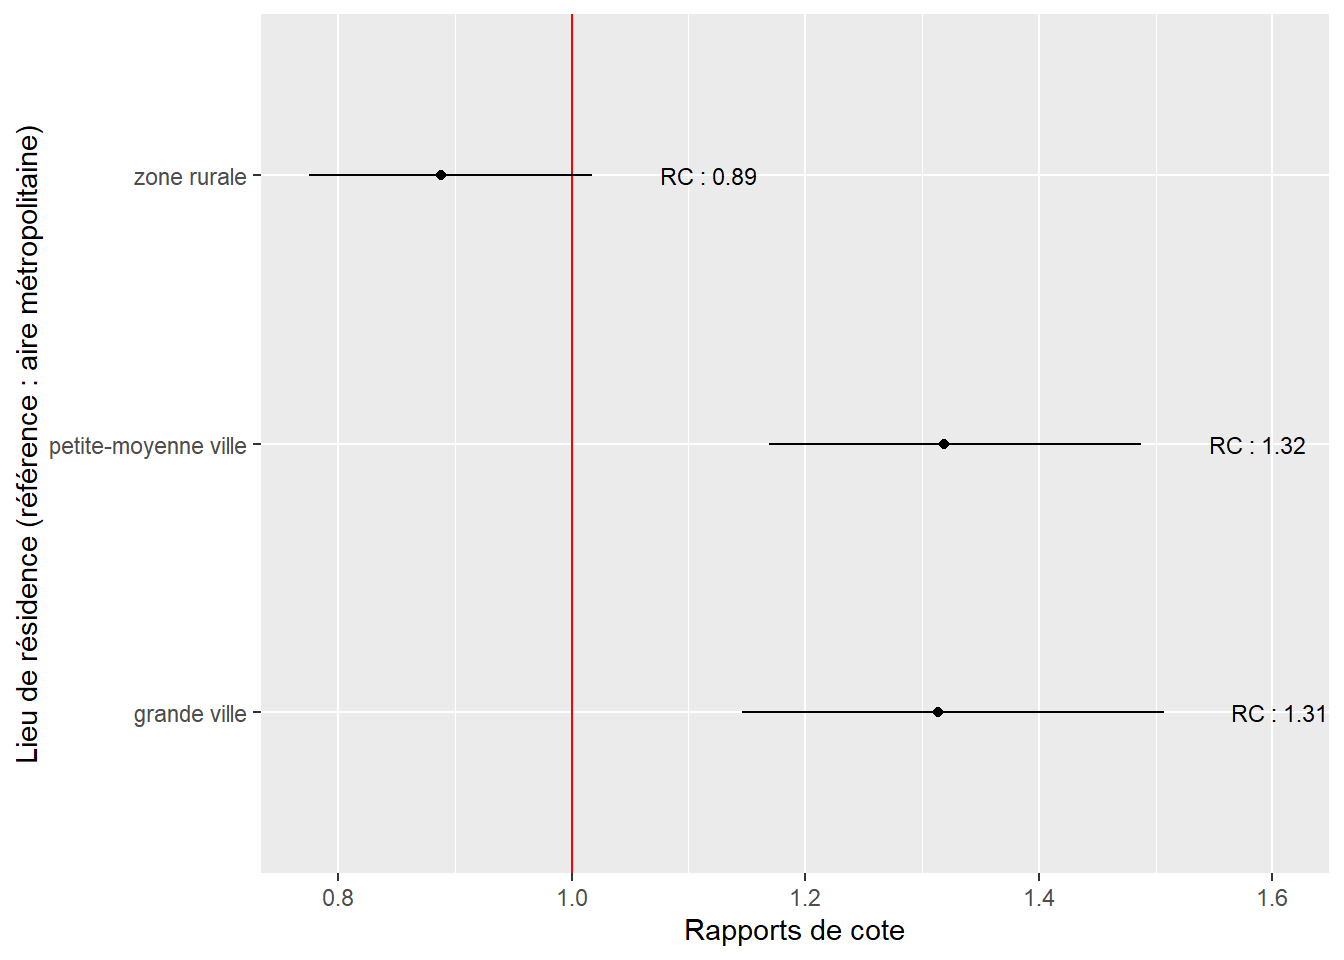 Lieu de résidence (référence : aire métropolitaine)
zone rurale
RC : 0.89
petite-moyenne ville
RC : 1.32
grande ville
RC : 1.31
0.8 1.0 1.2 1.4 1.6
Rapports de cote